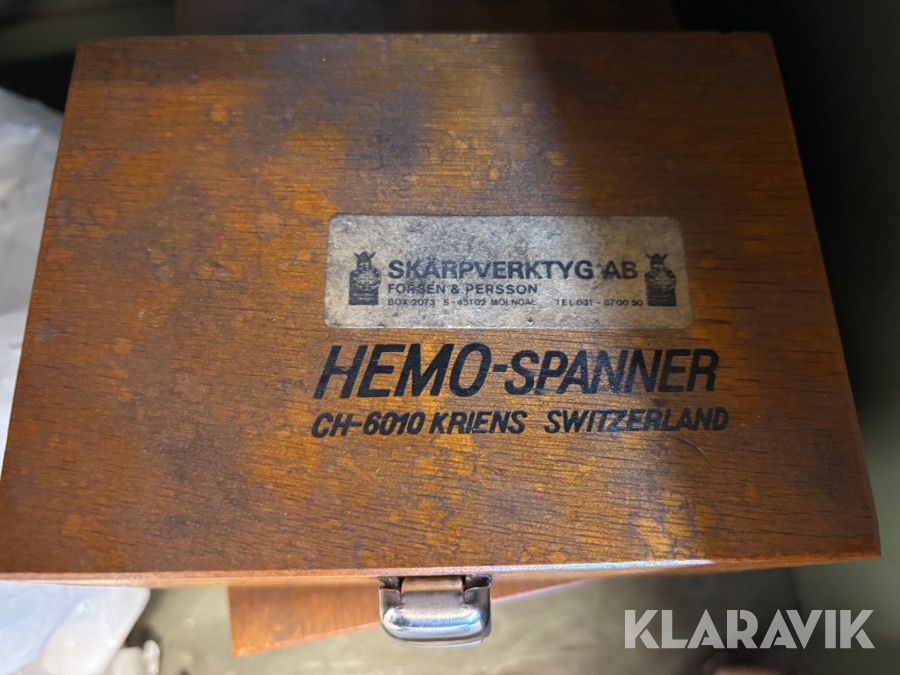 SKÄRPVERKTYG AB
FORSÉN & PERSSON
BOX 2073 S-43102 MÖLNDAL TEL 031-870050
HEMO-SPANNER
CH-6010 KRIENS SWITZERLAND
KLARAVIK